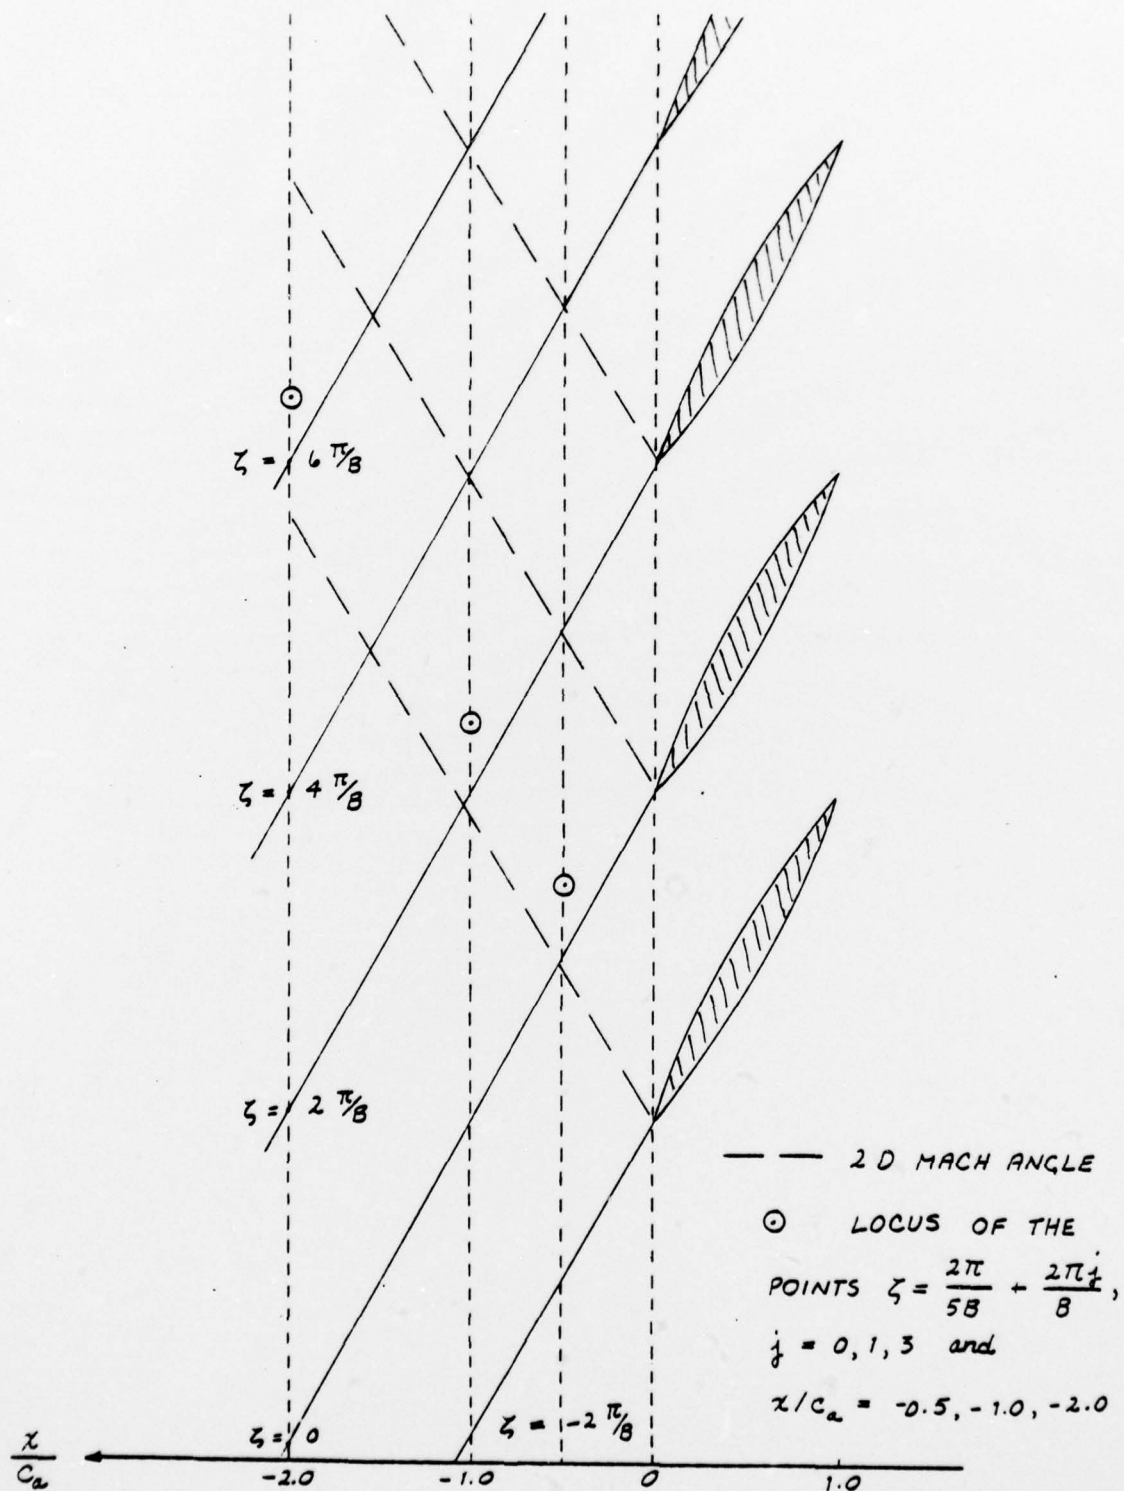 ζ = 6 π/B
ζ = 4 π/B
ζ = 2 π/B
— — 2D MACH ANGLE
⊙ LOCUS OF THE
POINTS ζ = 2π/5B + 2πj/B ,
j = 0, 1, 3 and
x/Ca = -0.5, -1.0, -2.0
ζ = 0
ζ = -2 π/B
x/Ca
-2.0 -1.0 0 1.0